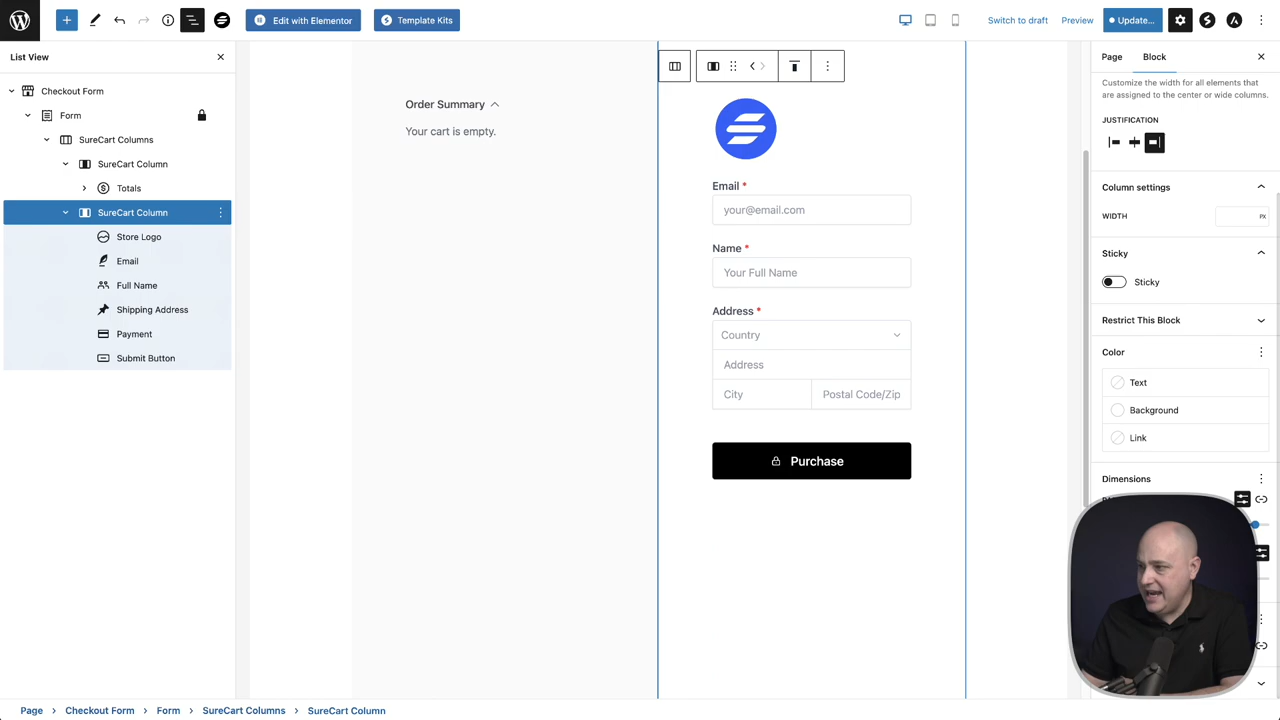 Edit with Elementor
Template Kits
Switch to draft
Preview
Update...
List View
Checkout Form
Form
SureCart Columns
SureCart Column
Totals
SureCart Column
Store Logo
Email
Full Name
Shipping Address
Payment
Submit Button
Order Summary
Your cart is empty.
Email *
your@email.com
Name *
Your Full Name
Address *
Country
Address
City
Postal Code/Zip
Purchase
Page
Block
Customize the width for all elements that
are assigned to the center or wide columns.
JUSTIFICATION
Column settings
WIDTH
PX
Sticky
Sticky
Restrict This Block
Color
Text
Background
Link
Dimensions
Page > Checkout Form > Form > SureCart Columns > SureCart Column